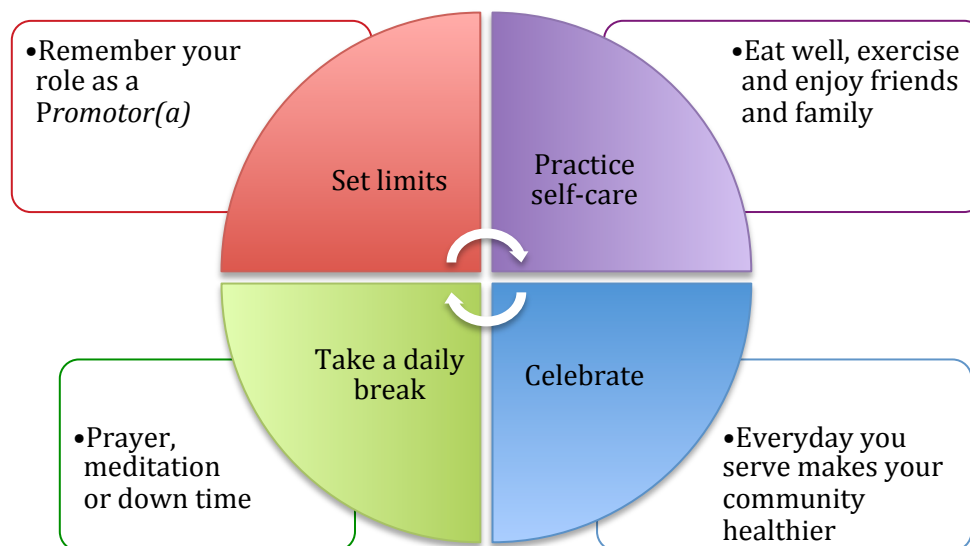 •Remember your
role as a
Promotor(a)
Set limits
Practice
self-care
•Eat well, exercise
and enjoy friends
and family
Take a daily
break
•Prayer,
meditation
or down time
Celebrate
•Everyday you
serve makes your
community
healthier